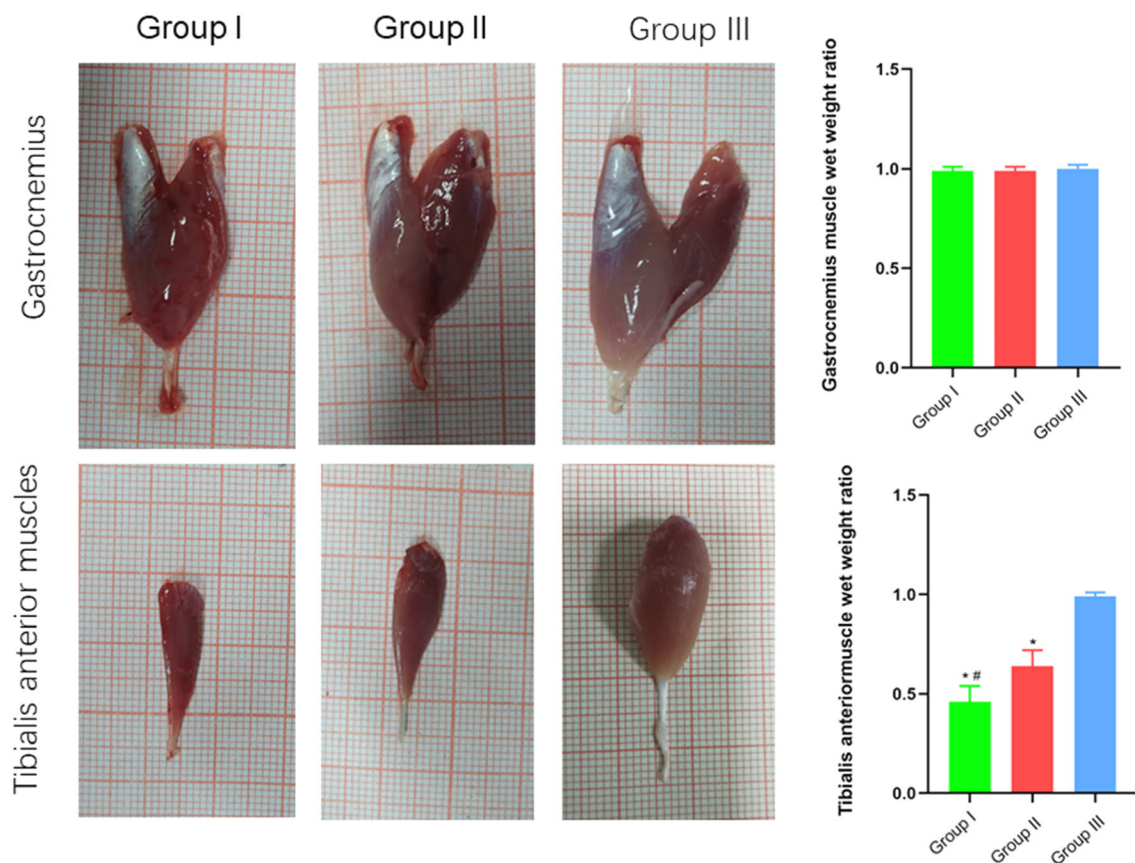 Group I
Group II
Group III
Gastrocnemius
Tibialis anterior muscles
Gastrocnemius muscle wet weight ratio
1.5
1.0
0.5
0.0
Group I
Group II
Group III
Tibialis anteriormuscle wet weight ratio
1.5
1.0
0.5
0.0
* #
*
Group I
Group II
Group III